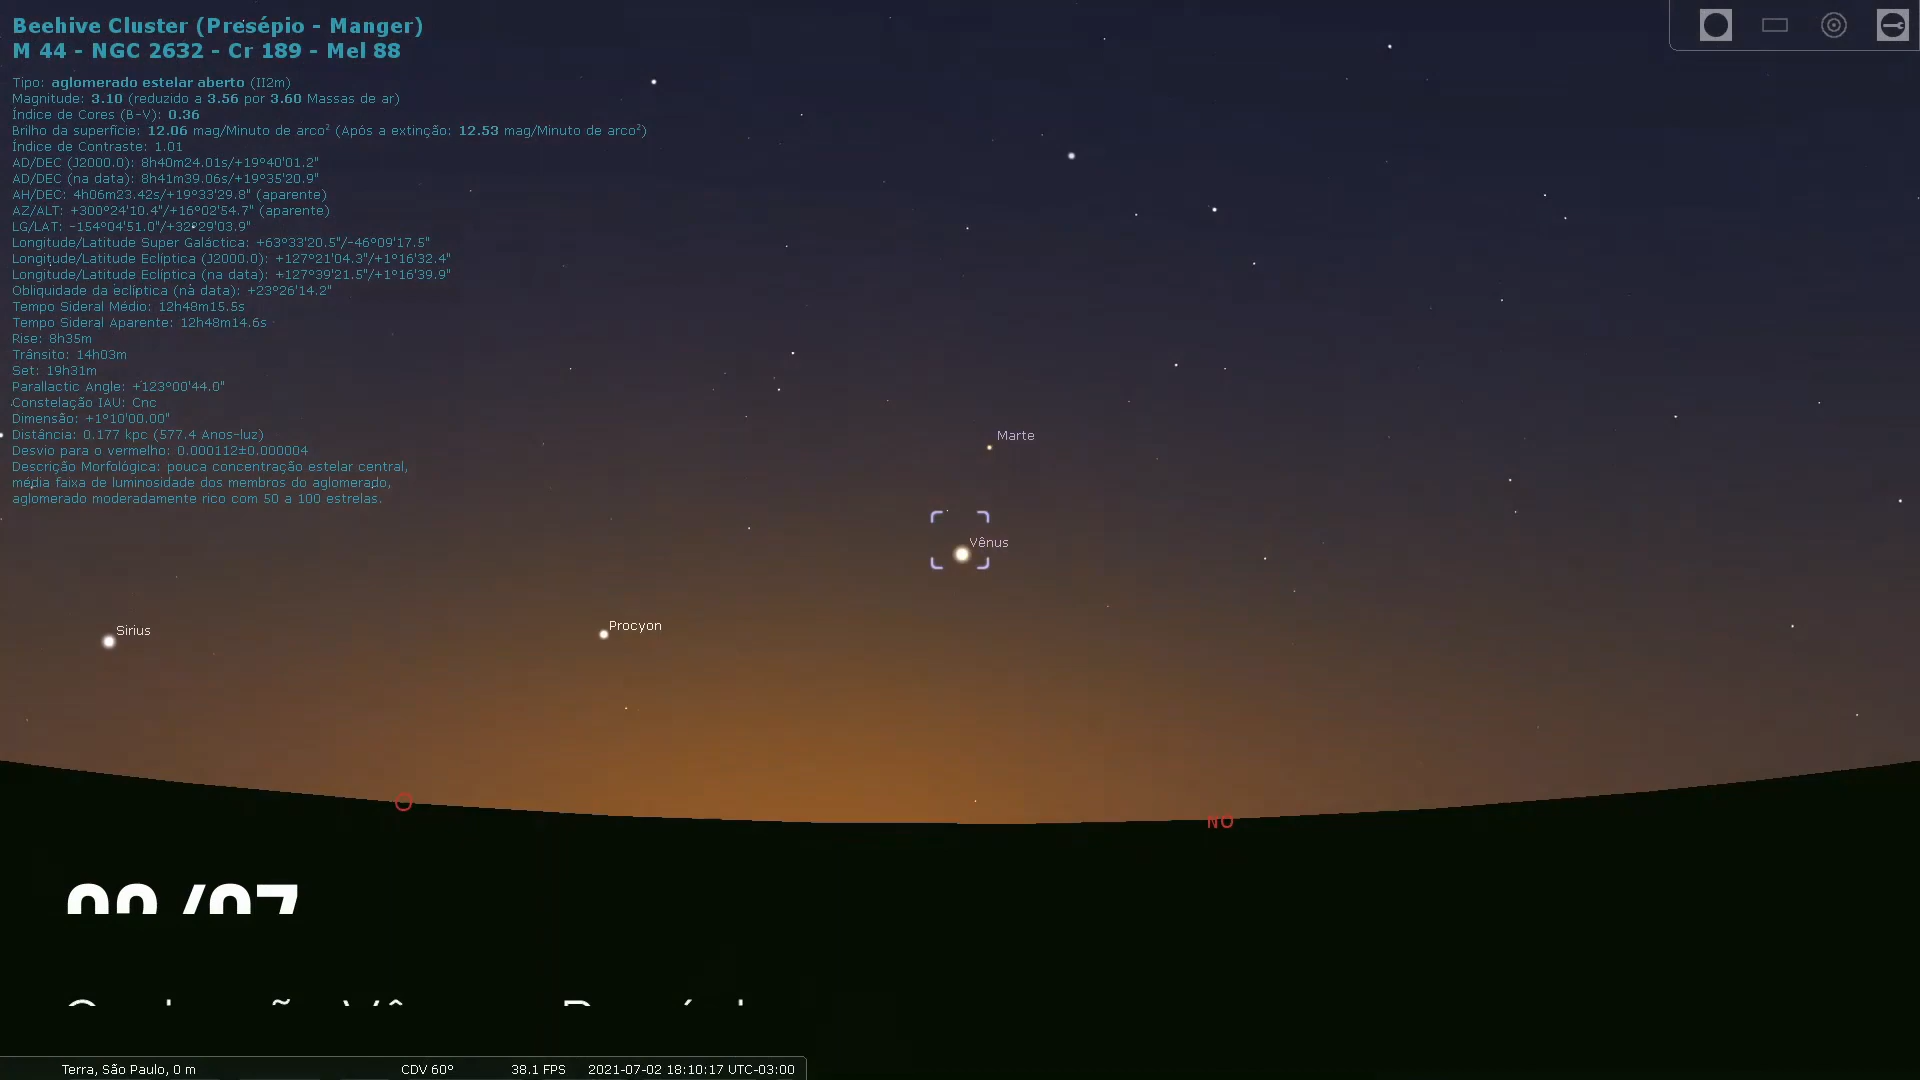 Beehive Cluster (Presépio - Manger)
M 44 - NGC 2632 - Cr 189 - Mel 88
Tipo: aglomerado estelar aberto (II2m)
Magnitude: 3.10 (reduzido a 3.56 por 3.60 Massas de ar)
Índice de Cores (B-V): 0.36
Brilho da superfície: 12.06 mag/Minuto de arco² (Após a extinção: 12.53 mag/Minuto de arco²)
Índice de Contraste: 1.01
AD/DEC (J2000.0): 8h40m24.01s/+19°40'01.2"
AD/DEC (na data): 8h41m39.06s/+19°35'20.9"
AH/DEC: 4h06m23.42s/+19°33'29.8" (aparente)
AZ/ALT: +300°24'10.4"/+16°02'54.7" (aparente)
LG/LAT: -154°04'51.0"/+32°29'03.9"
Longitude/Latitude Super Galáctica: +63°33'20.5"/-46°09'17.5"
Longitude/Latitude Eclíptica (J2000.0): +127°21'04.3"/+1°16'32.4"
Longitude/Latitude Eclíptica (na data): +127°39'21.5"/+1°16'39.9"
Obliquidade da eclíptica (na data): +23°26'14.2"
Tempo Sideral Médio: 12h48m15.5s
Tempo Sideral Aparente: 12h48m14.6s
Rise: 8h35m
Trânsito: 14h03m
Set: 19h31m
Parallactic Angle: +123°00'44.0"
Constelação IAU: Cnc
Dimensão: +1°10'00.00"
Distância: 0.177 kpc (577.4 Anos-luz)
Desvio para o vermelho: 0.000112±0.000004
Descrição Morfológica: pouca concentração estelar central,
média faixa de luminosidade dos membros do aglomerado,
aglomerado moderadamente rico com 50 a 100 estrelas.
Marte
Vênus
Sirius
Procyon
O
NO
Terra, São Paulo, 0 m CDV 60° 38.1 FPS 2021-07-02 18:10:17 UTC-03:00